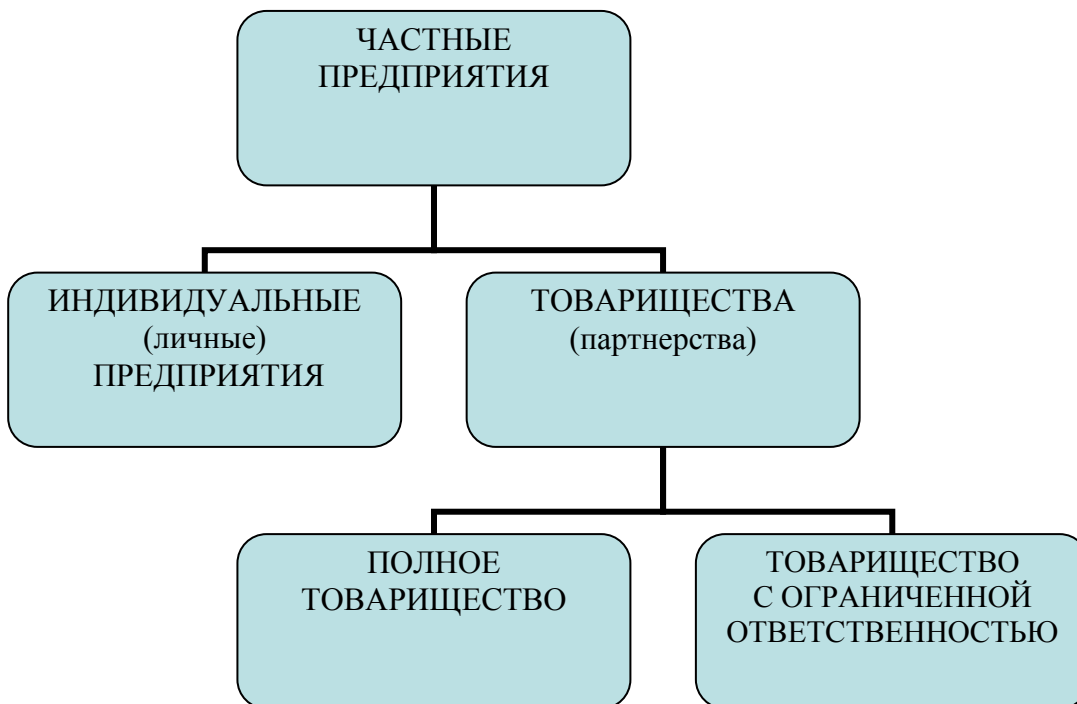 ЧАСТНЫЕ
ПРЕДПРИЯТИЯ
ИНДИВИДУАЛЬНЫЕ
(личные)
ПРЕДПРИЯТИЯ
ТОВАРИЩЕСТВА
(партнерства)
ПОЛНОЕ
ТОВАРИЩЕСТВО
ТОВАРИЩЕСТВО
С ОГРАНИЧЕННОЙ
ОТВЕТСТВЕННОСТЬЮ